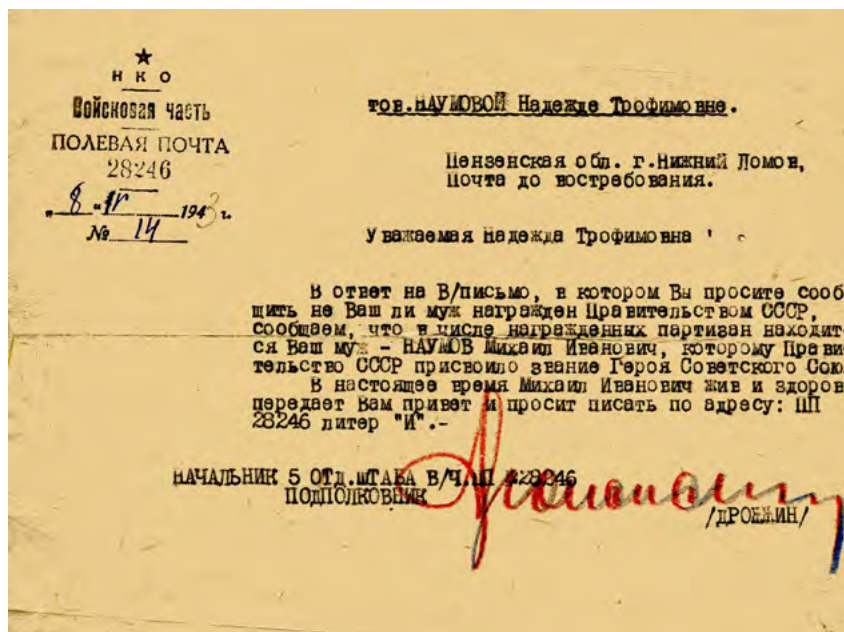 НКО
Войсковая часть
ПОЛЕВАЯ ПОЧТА
28246
"8" IV 1943 г.
№ 14
тов.НАУМОВОЙ Надежде Трофимовне.
Пензенская обл. г.Нижний Ломов,
Почта до востребования.
Уважаемая Надежда Трофимовна !
В ответ на В/письмо, в котором Вы просите сооб
щить не Ваш ли муж награжден Правительством СССР,
сообщаем, что в числе награжденных партизан находит
ся Ваш муж - НАУМОВ Михаил Иванович, которому Прави
тельство СССР присвоило звание Героя Советского Сою
В настоящее время Михаил Иванович жив и здоров
передает Вам привет и просит писать по адресу: ПП
28246 литер "И".-
НАЧАЛЬНИК 5 ОТД.ШТАБА В/Ч.ПП №28246
ПОДПОЛКОВНИК
/ДРОЖЖИН/